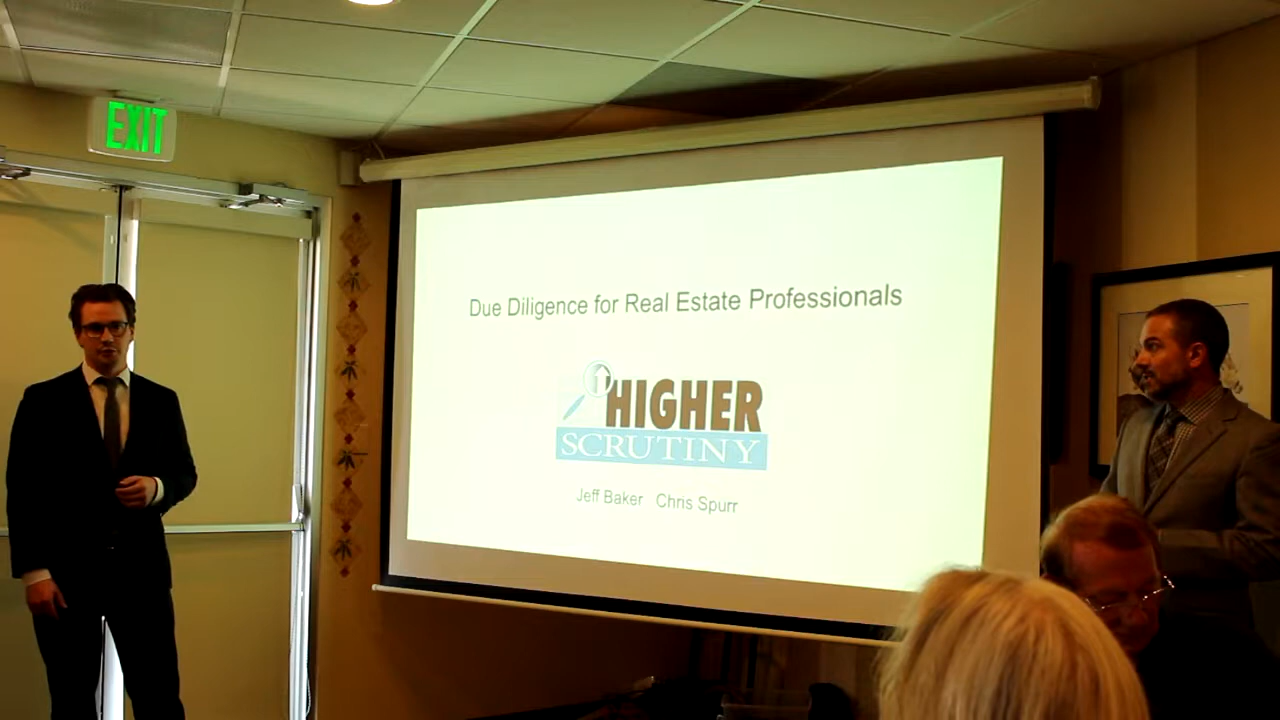 EXIT
Due Diligence for Real Estate Professionals
HIGHER
SCRUTINY
Jeff Baker Chris Spurr